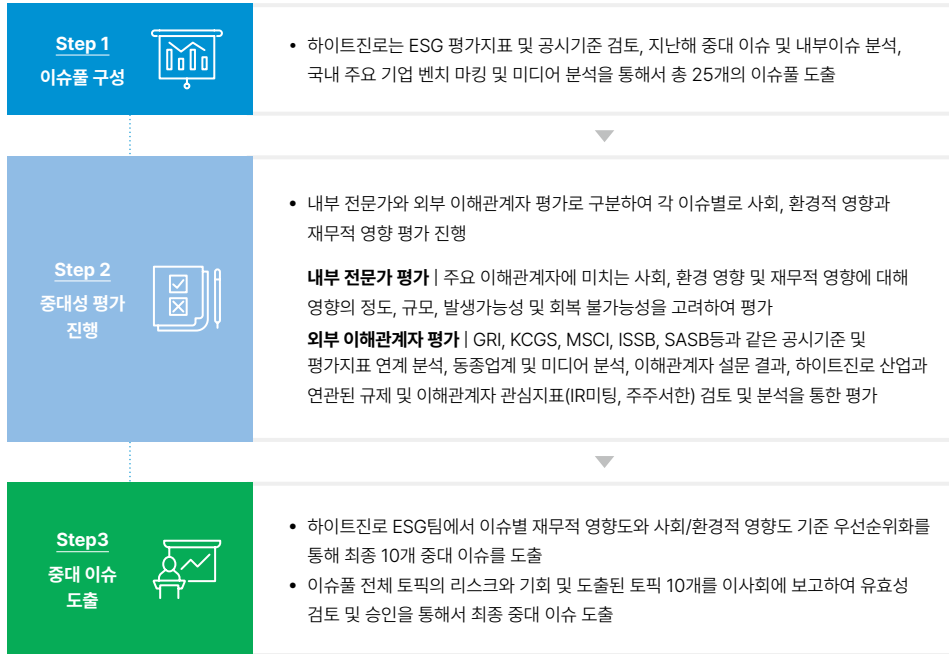 Step 1
이슈풀 구성
• 하이트진로는 ESG 평가지표 및 공시기준 검토, 지난해 중대 이슈 및 내부이슈 분석,
국내 주요 기업 벤치 마킹 및 미디어 분석을 통해서 총 25개의 이슈풀 도출
Step 2
중대성 평가
진행
• 내부 전문가와 외부 이해관계자 평가로 구분하여 각 이슈별로 사회, 환경적 영향과
재무적 영향 평가 진행
내부 전문가 평가 | 주요 이해관계자에 미치는 사회, 환경 영향 및 재무적 영향에 대해
영향의 정도, 규모, 발생가능성 및 회복 불가능성을 고려하여 평가
외부 이해관계자 평가 | GRI, KCGS, MSCI, ISSB, SASB등과 같은 공시기준 및
평가지표 연계 분석, 동종업계 및 미디어 분석, 이해관계자 설문 결과, 하이트진로 산업과
연관된 규제 및 이해관계자 관심지표(IR미팅, 주주서한) 검토 및 분석을 통한 평가
Step3
중대 이슈
도출
• 하이트진로 ESG팀에서 이슈별 재무적 영향도와 사회/환경적 영향도 기준 우선순위화를
통해 최종 10개 중대 이슈를 도출
• 이슈풀 전체 토픽의 리스크와 기회 및 도출된 토픽 10개를 이사회에 보고하여 유효성
검토 및 승인을 통해서 최종 중대 이슈 도출